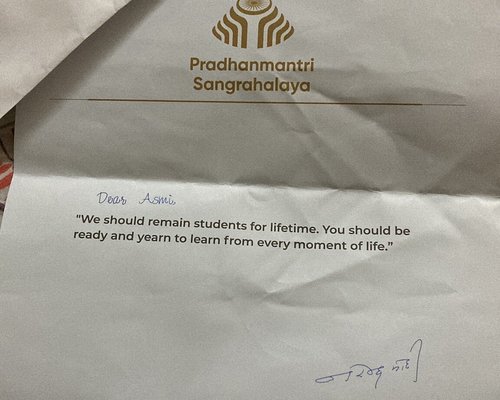 Pradhanmantri
Sangrahalaya
Dear Asmi,
"We should remain students for lifetime. You should be
ready and yearn to learn from every moment of life."
नरेन्द्र मोदी